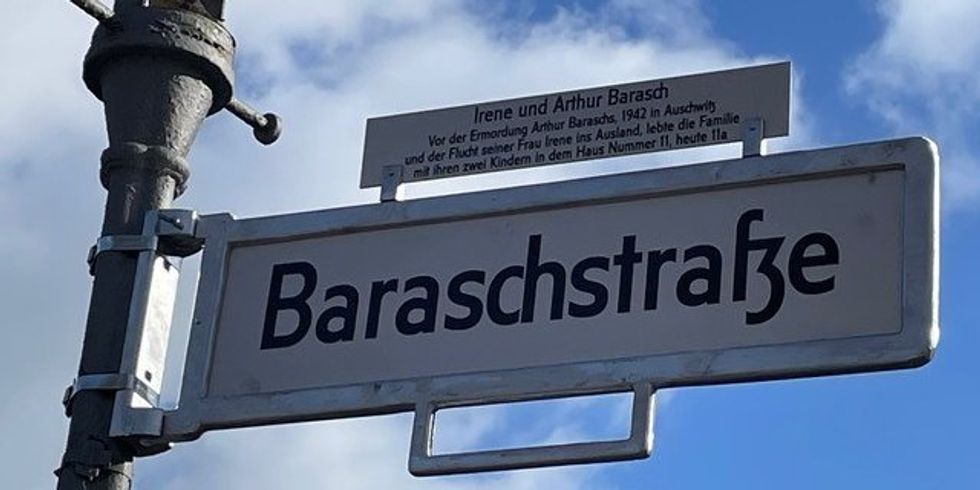 Irene und Arthur Barasch
Vor der Ermordung Arthur Baraschs, 1942 in Auschwitz
und der Flucht seiner Frau Irene ins Ausland, lebte die Familie
mit ihren zwei Kindern in dem Haus Nummer 11, heute 11a
Baraschstraße